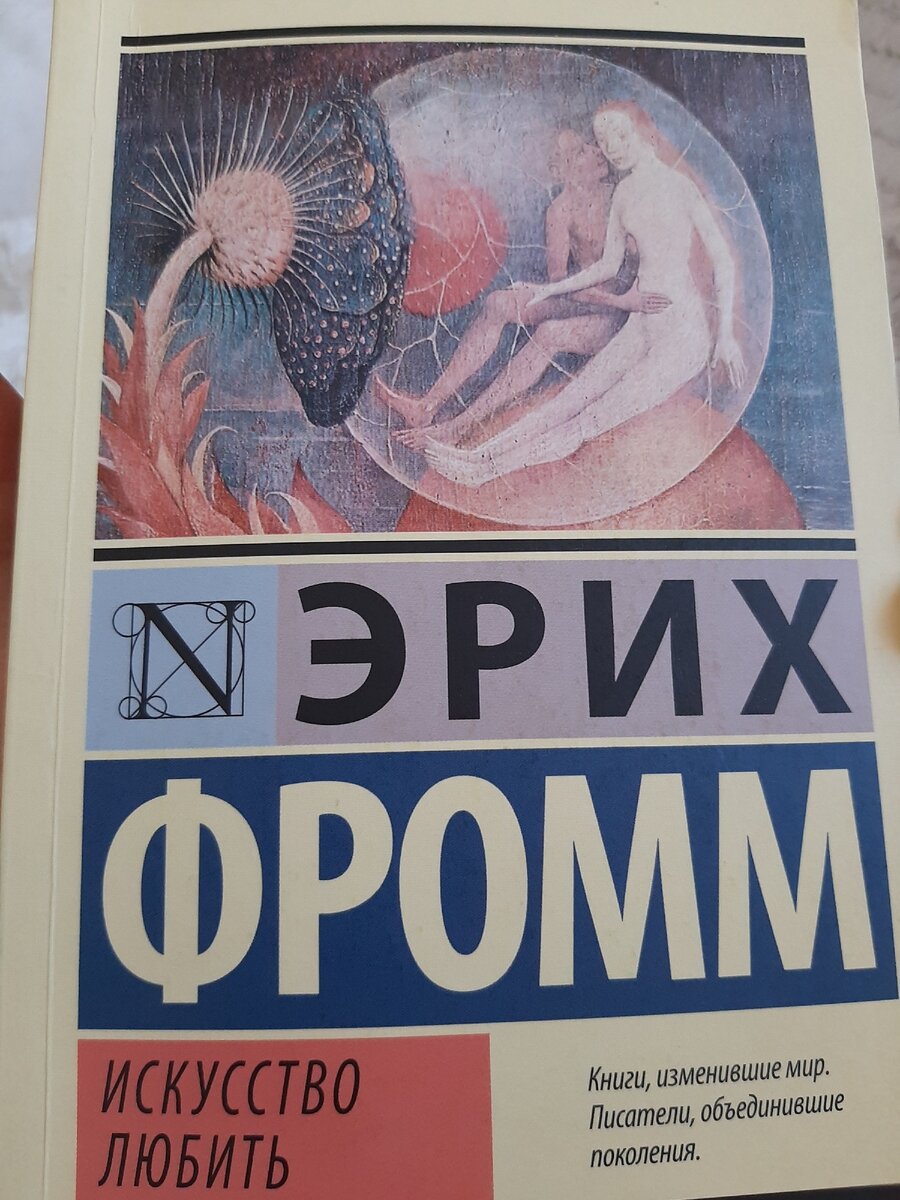 N ЭРИХ
ФРОММ
ИСКУССТВО
ЛЮБИТЬ
Книги, изменившие мир.
Писатели, объединившие
поколения.